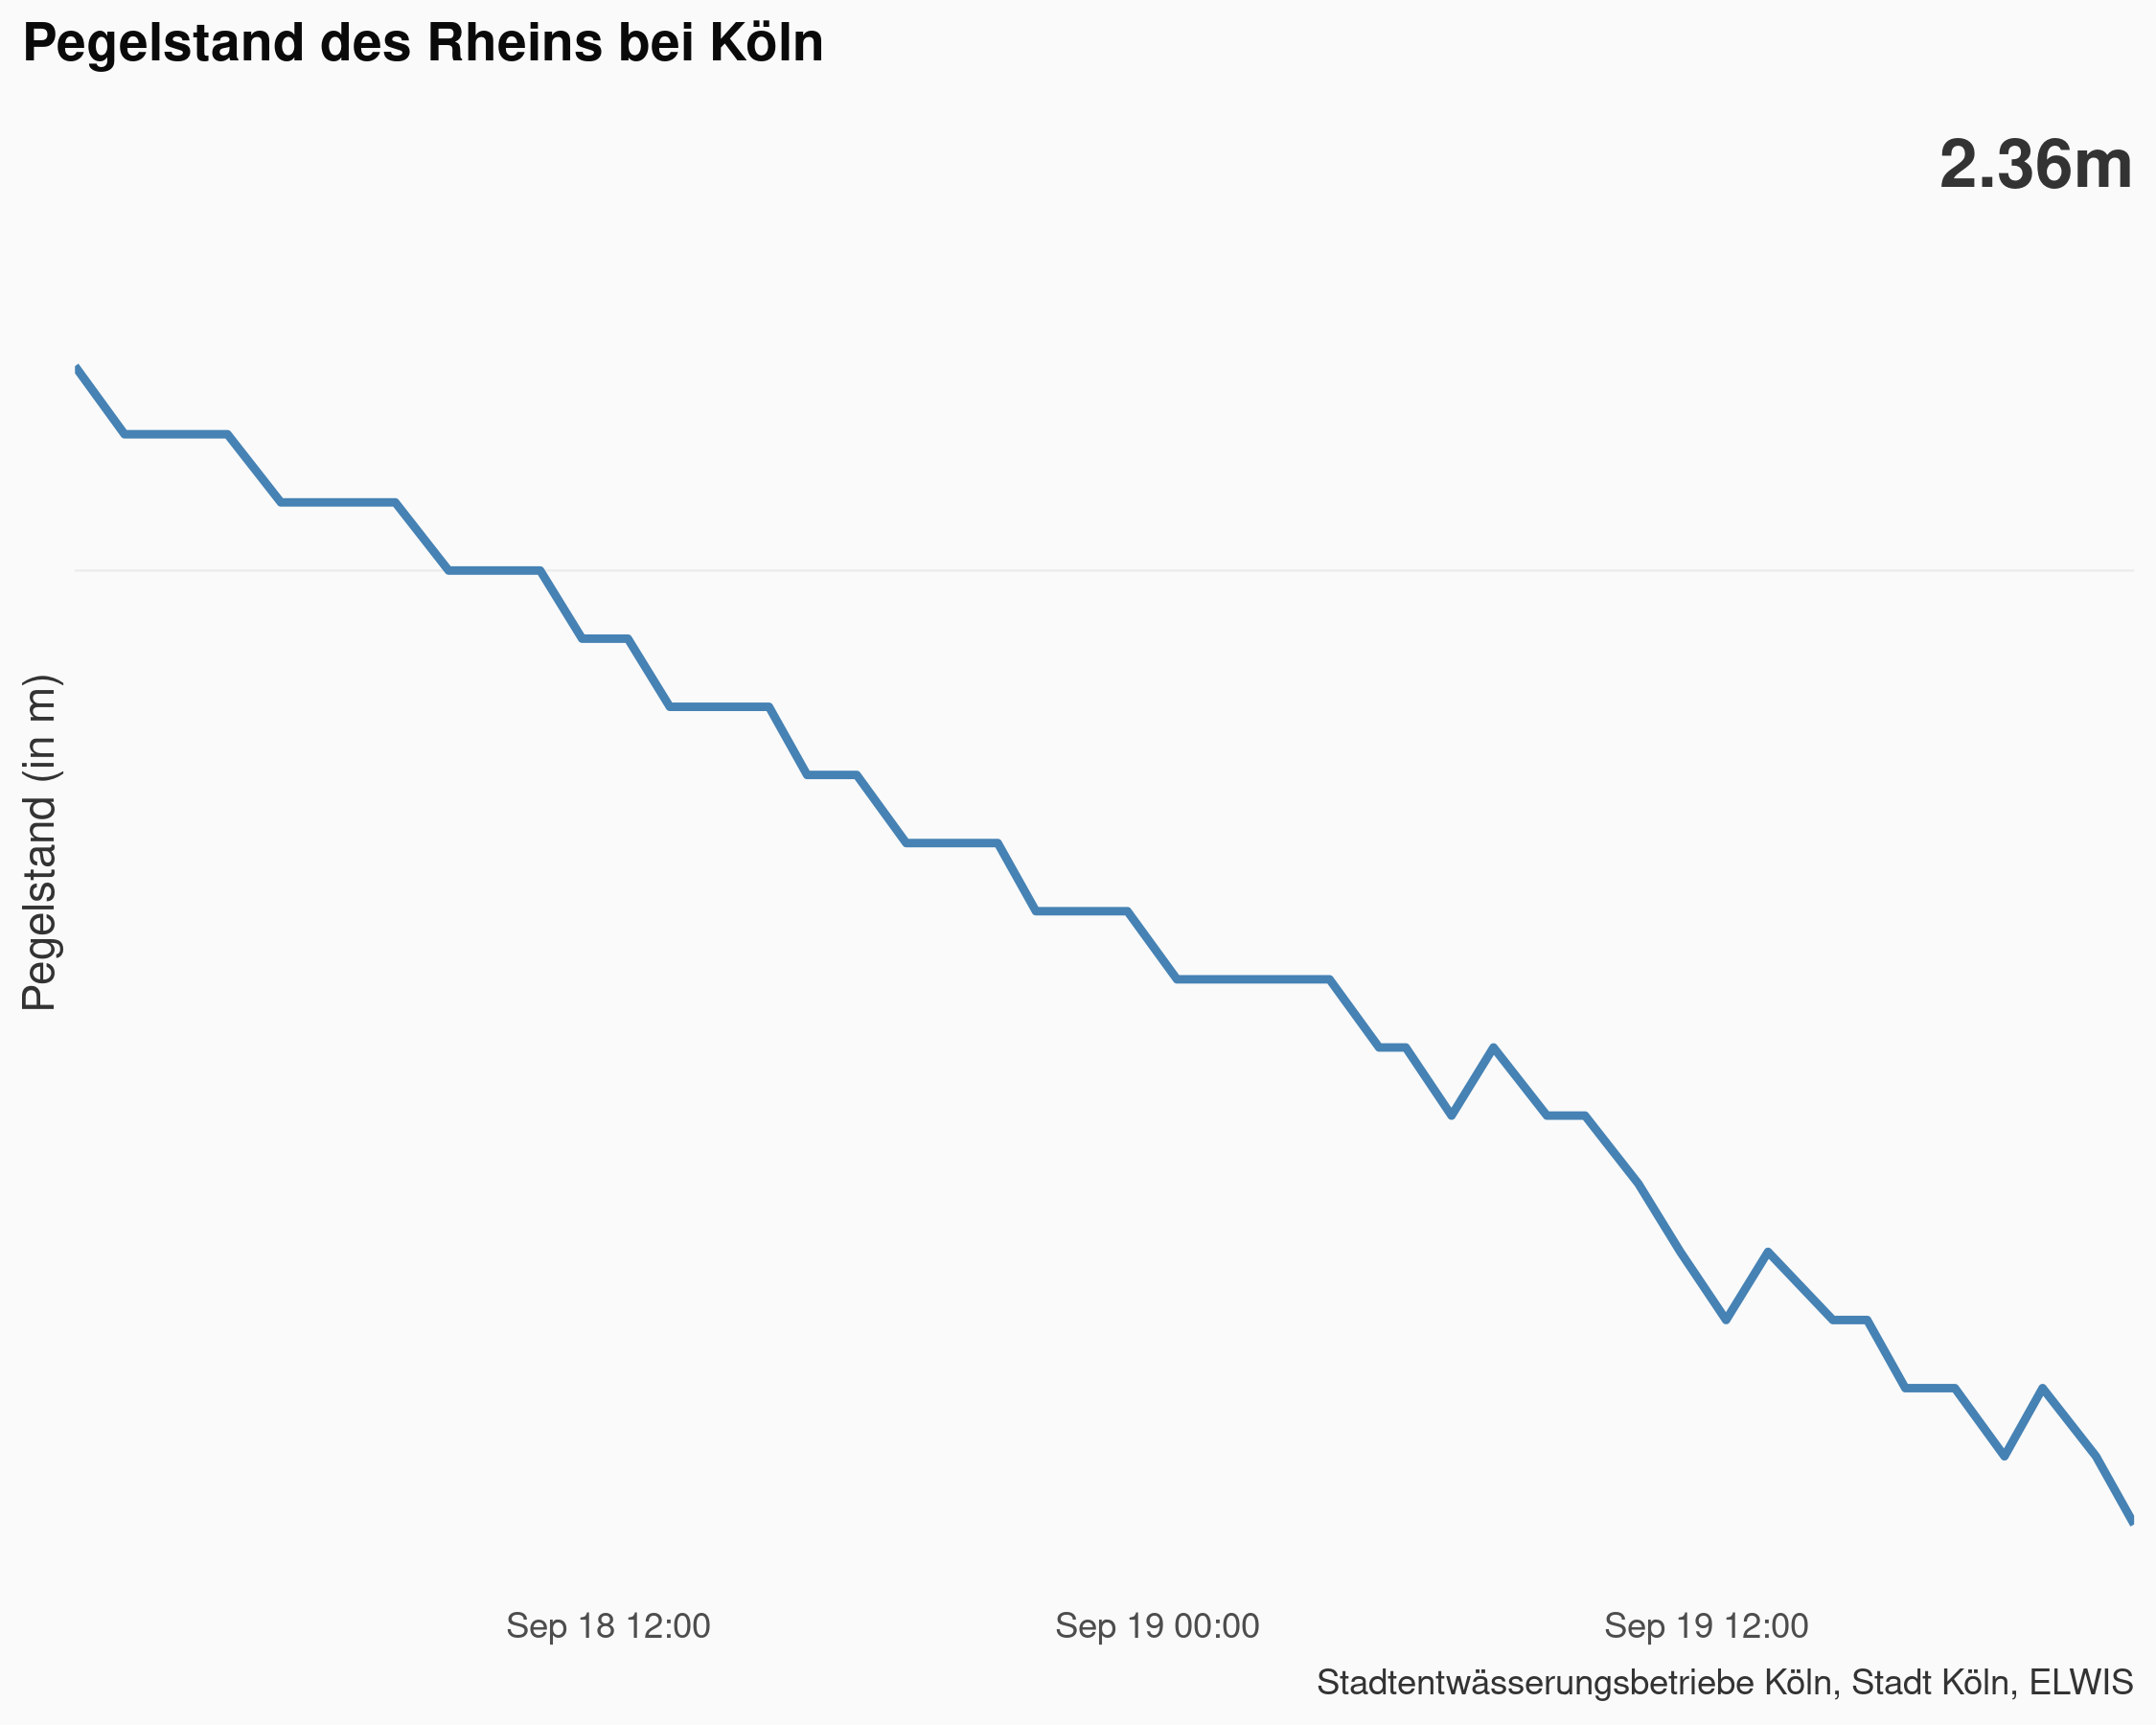 Pegelstand des Rheins bei Köln
2.36m
Pegelstand (in m)
Sep 18 12:00
Sep 19 00:00
Sep 19 12:00
Stadtentwässerungsbetriebe Köln, Stadt Köln, ELWIS